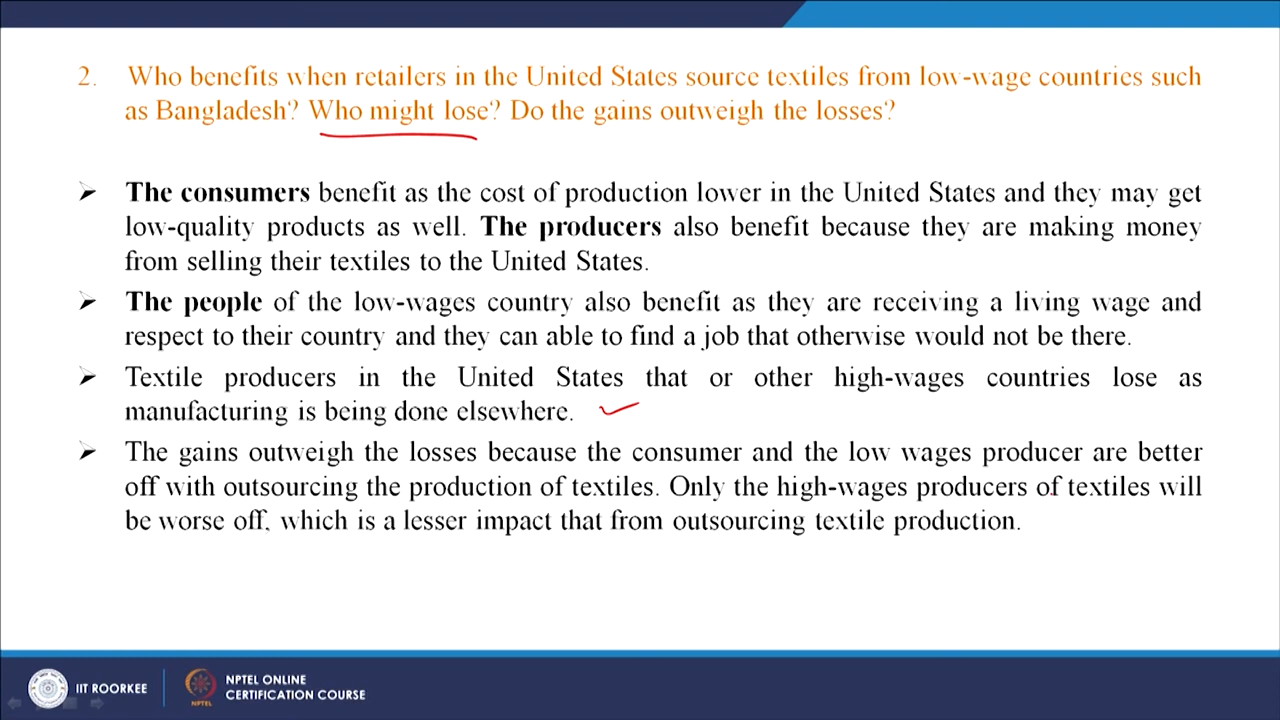 2. Who benefits when retailers in the United States source textiles from low-wage countries such
as Bangladesh? Who might lose? Do the gains outweigh the losses?
The consumers benefit as the cost of production lower in the United States and they may get
low-quality products as well. The producers also benefit because they are making money
from selling their textiles to the United States.
The people of the low-wages country also benefit as they are receiving a living wage and
respect to their country and they can able to find a job that otherwise would not be there.
Textile producers in the United States that or other high-wages countries lose as
manufacturing is being done elsewhere.
The gains outweigh the losses because the consumer and the low wages producer are better
off with outsourcing the production of textiles. Only the high-wages producers of textiles will
be worse off, which is a lesser impact that from outsourcing textile production.
IIT ROORKEE
NPTEL
NPTEL ONLINE
CERTIFICATION COURSE